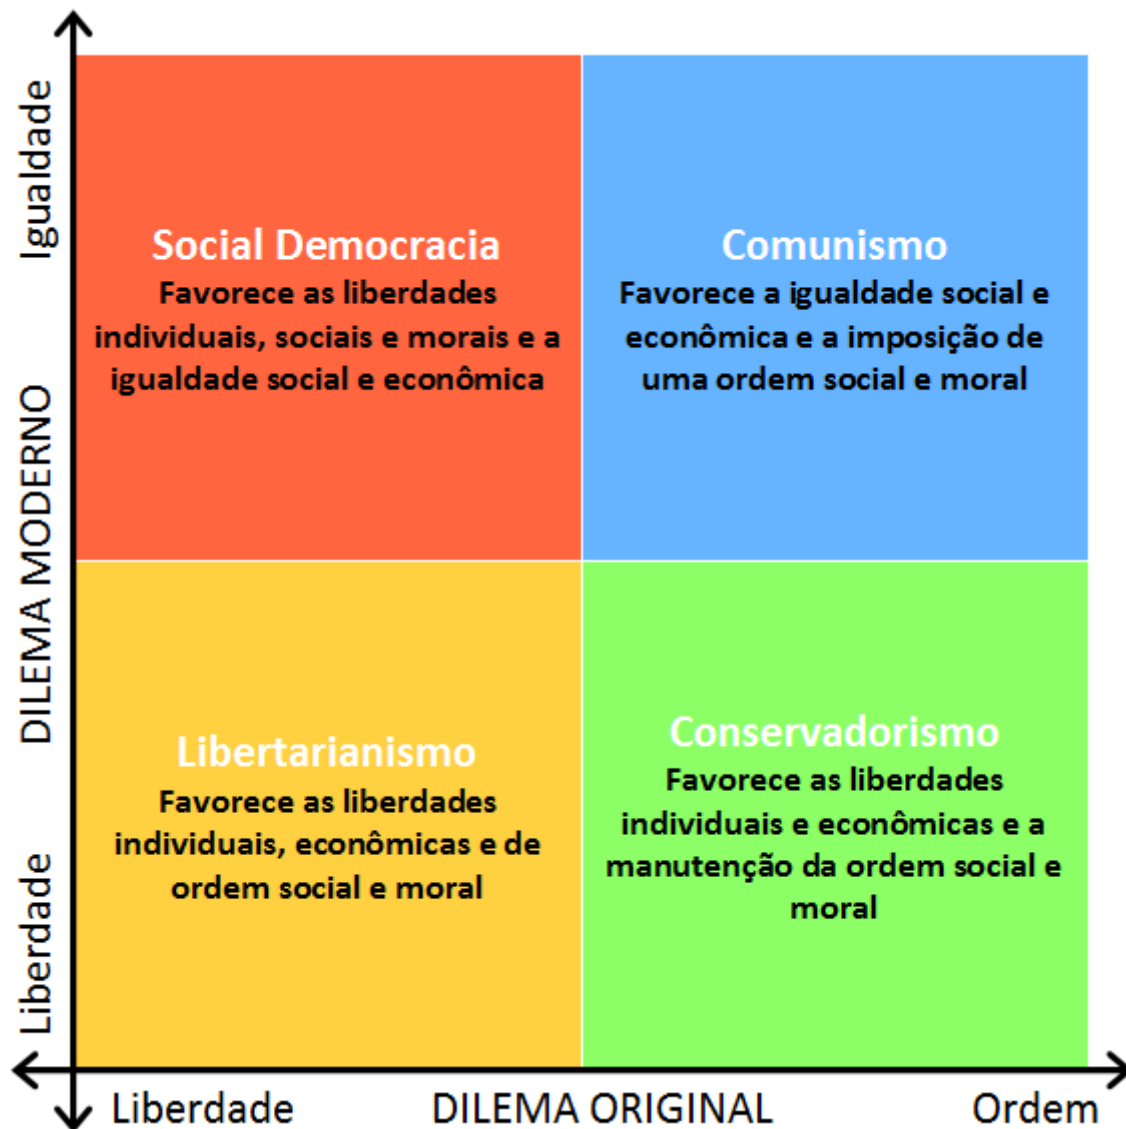 Igualdade
DILEMA MODERNO
Liberdade
Social Democracia
Favorece as liberdades
individuais, sociais e morais e a
igualdade social e econômica
Comunismo
Favorece a igualdade social e
econômica e a imposição de
uma ordem social e moral
Libertarianismo
Favorece as liberdades
individuais, econômicas e de
ordem social e moral
Conservadorismo
Favorece as liberdades
individuais e econômicas e a
manutenção da ordem social e
moral
Liberdade
DILEMA ORIGINAL
Ordem